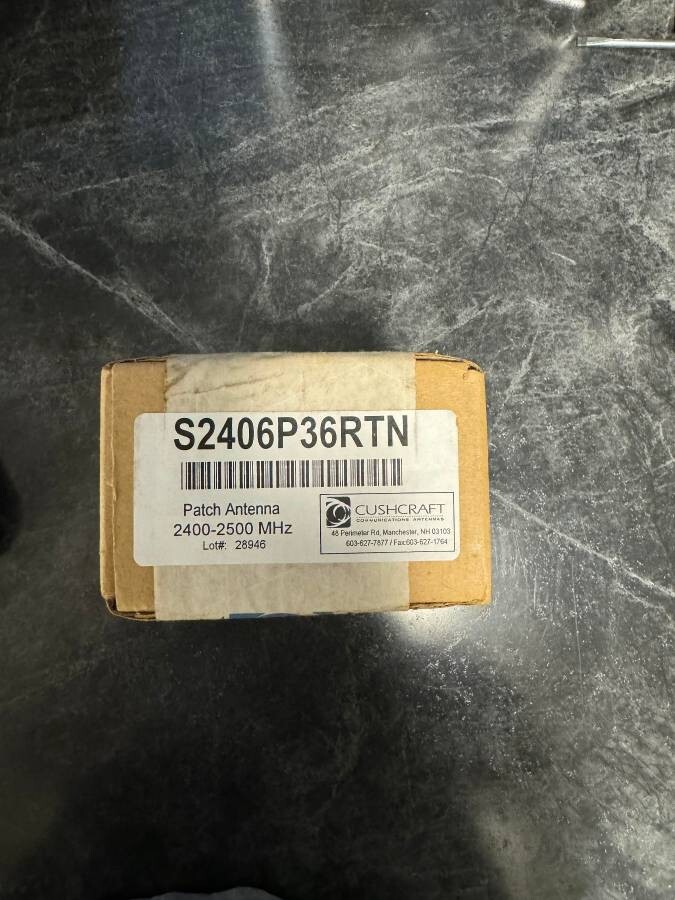 S2406P36RTN
Patch Antenna
2400-2500 MHz
Lot#: 28946
CUSHCRAFT
COMMUNICATIONS ANTENNAS
48 Perimeter Rd, Manchester, NH 03103
603-627-7877 / Fax:603-627-1764